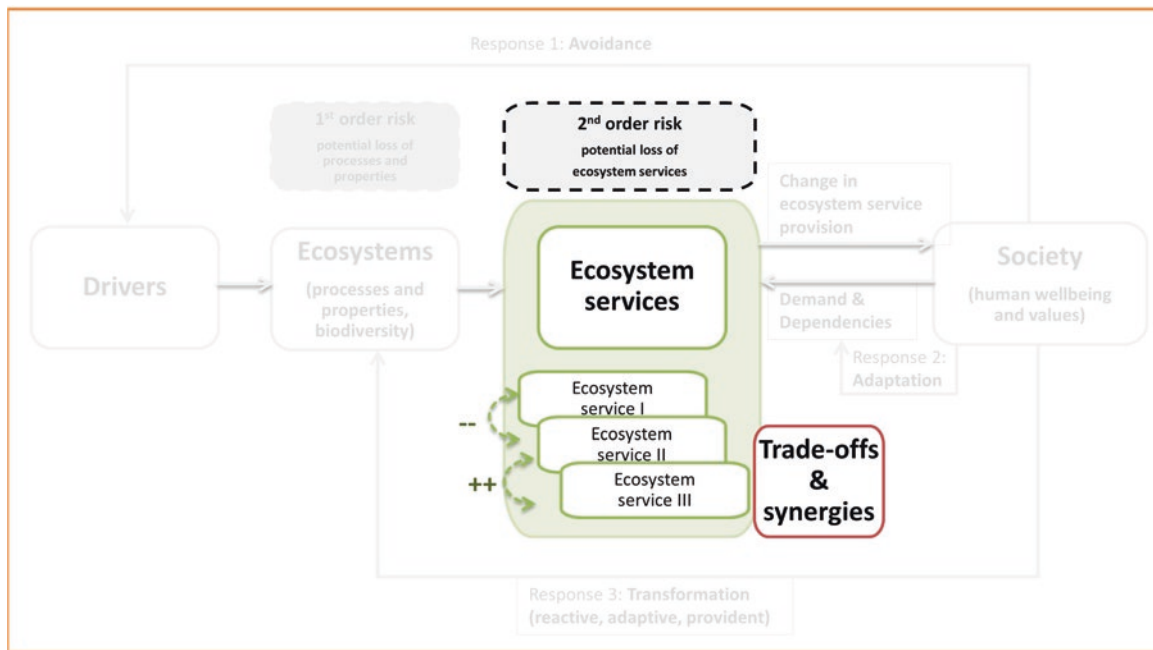 Response 1: Avoidance
1st order risk
potential loss of
processes and
properties
2nd order risk
potential loss of
ecosystem services
Change in
ecosystem service
provision
Drivers
Ecosystems
(processes and
properties,
biodiversity)
Ecosystem
services
Society
(human wellbeing
and values)
Demand &
Dependencies
Response 2:
Adaptation
Ecosystem
service I
--
Ecosystem
service II
++
Ecosystem
service III
Trade-offs
&
synergies
Response 3: Transformation
(reactive, adaptive, provident)